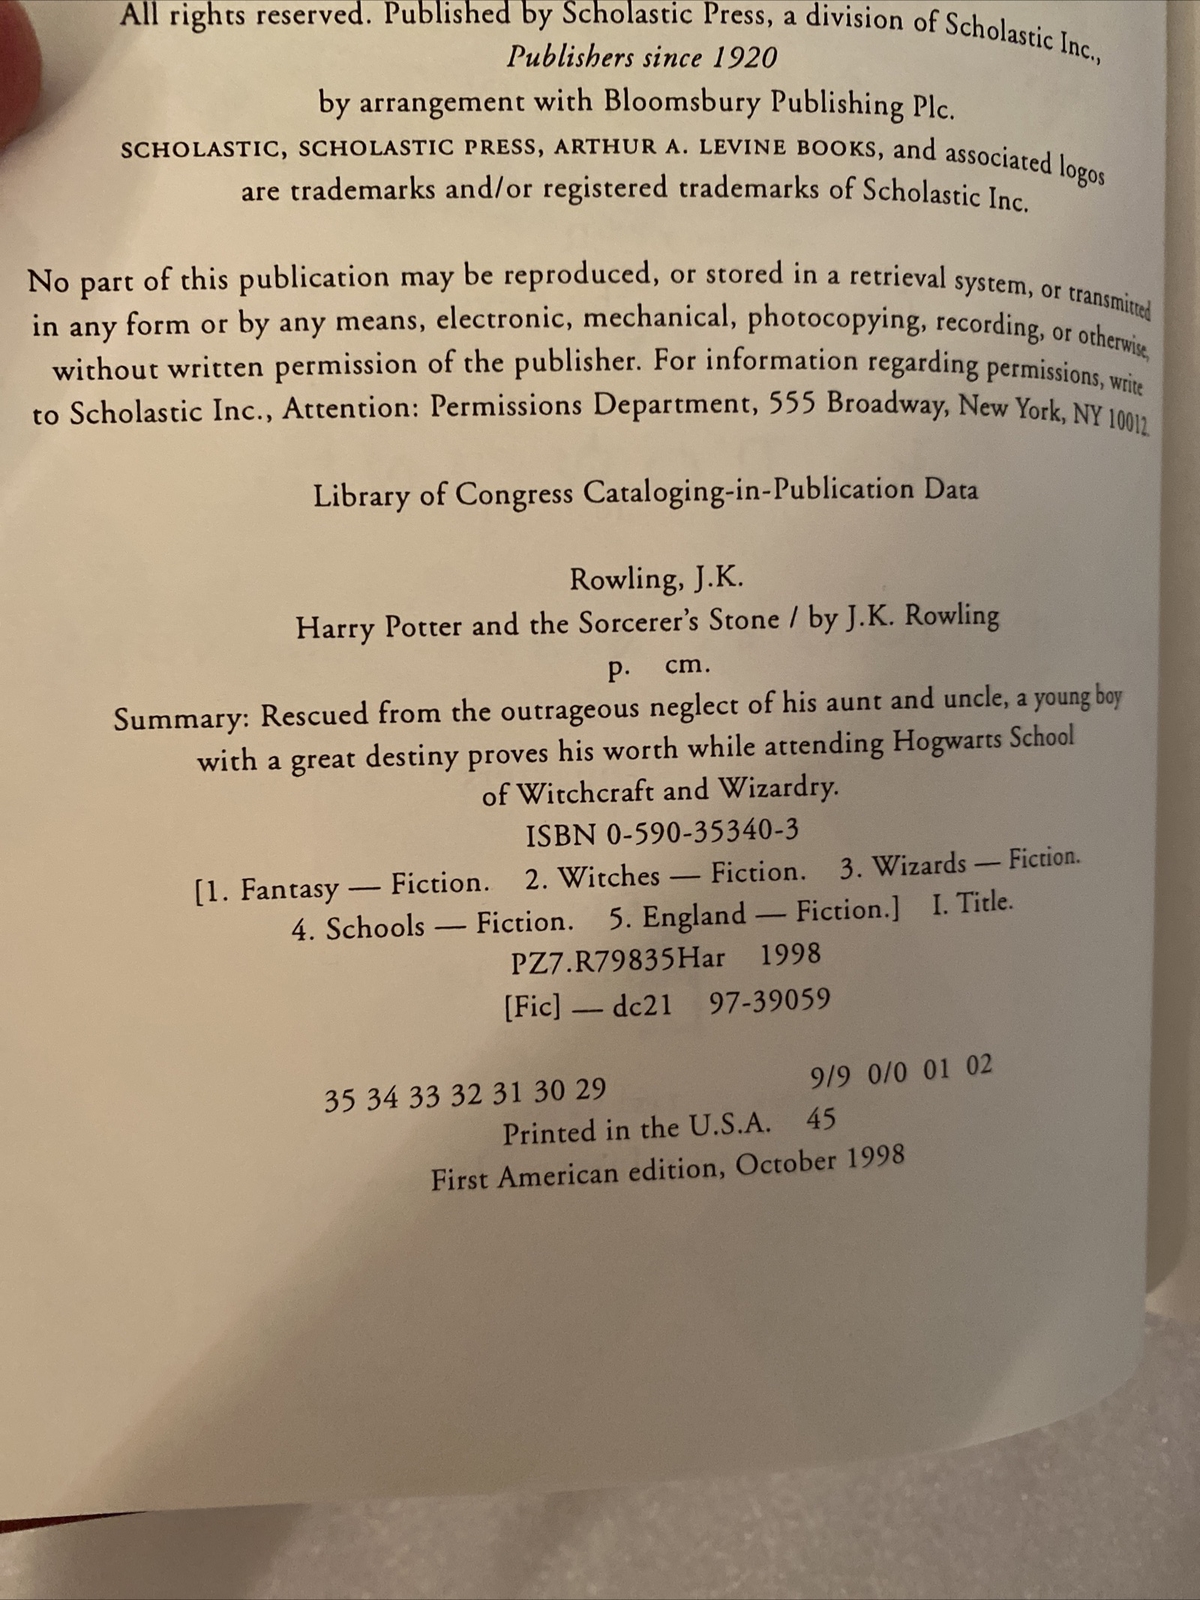 All rights reserved. Published by Scholastic Press, a division of Scholastic Inc.,
Publishers since 1920
by arrangement with Bloomsbury Publishing Plc.
SCHOLASTIC, SCHOLASTIC PRESS, ARTHUR A. LEVINE BOOKS, and associated logos
are trademarks and/or registered trademarks of Scholastic Inc.
No part of this publication may be reproduced, or stored in a retrieval system, or transmitted
in any form or by any means, electronic, mechanical, photocopying, recording, or otherwise,
without written permission of the publisher. For information regarding permissions, write
to Scholastic Inc., Attention: Permissions Department, 555 Broadway, New York, NY 10012.
Library of Congress Cataloging-in-Publication Data
Rowling, J.K.
Harry Potter and the Sorcerer's Stone / by J.K. Rowling
p. cm.
Summary: Rescued from the outrageous neglect of his aunt and uncle, a young boy
with a great destiny proves his worth while attending Hogwarts School
of Witchcraft and Wizardry.
ISBN 0-590-35340-3
[1. Fantasy — Fiction. 2. Witches — Fiction. 3. Wizards — Fiction.
4. Schools — Fiction. 5. England — Fiction.] I. Title.
PZ7.R79835Har 1998
[Fic] — dc21 97-39059
35 34 33 32 31 30 29 9/9 0/0 01 02
Printed in the U.S.A. 45
First American edition, October 1998